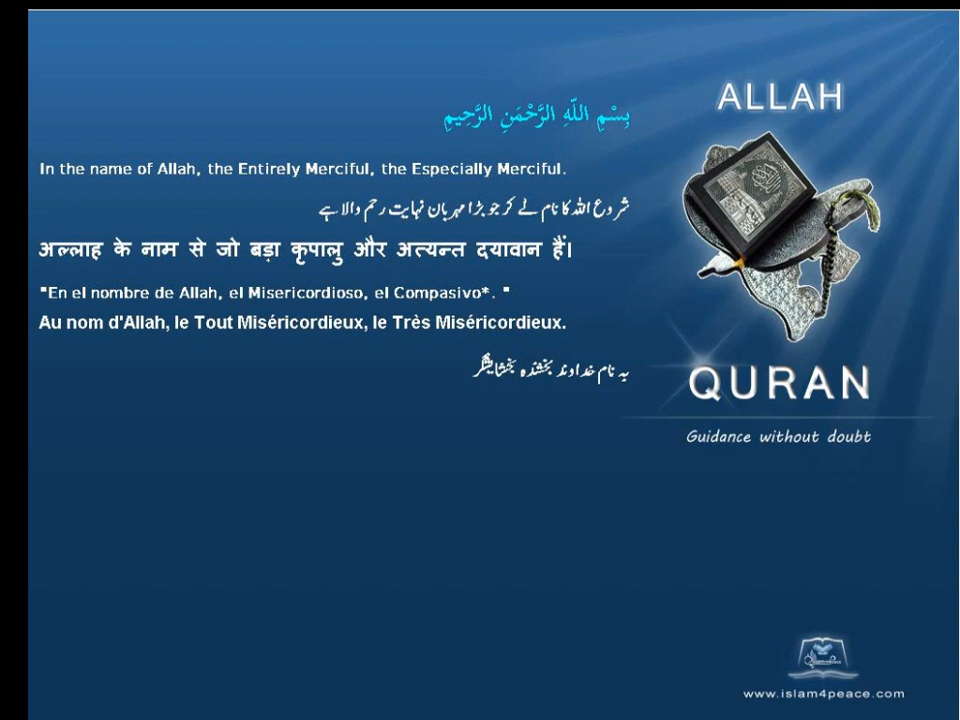 بِسْمِ اللَّهِ الرَّحْمَنِ الرَّحِيمِ
In the name of Allah, the Entirely Merciful, the Especially Merciful.
شروع الله کا نام لے کر جو بڑا مہربان نہایت رحم والا ہے
अल्लाह के नाम से जो बड़ा कृपालु और अत्यन्त दयावान हैं।
"En el nombre de Allah, el Misericordioso, el Compasivo*. "
Au nom d'Allah, le Tout Miséricordieux, le Très Miséricordieux.
به نام خداوند بخشنده بخشایشگر
ALLAH
QURAN
Guidance without doubt
www.islam4peace.com